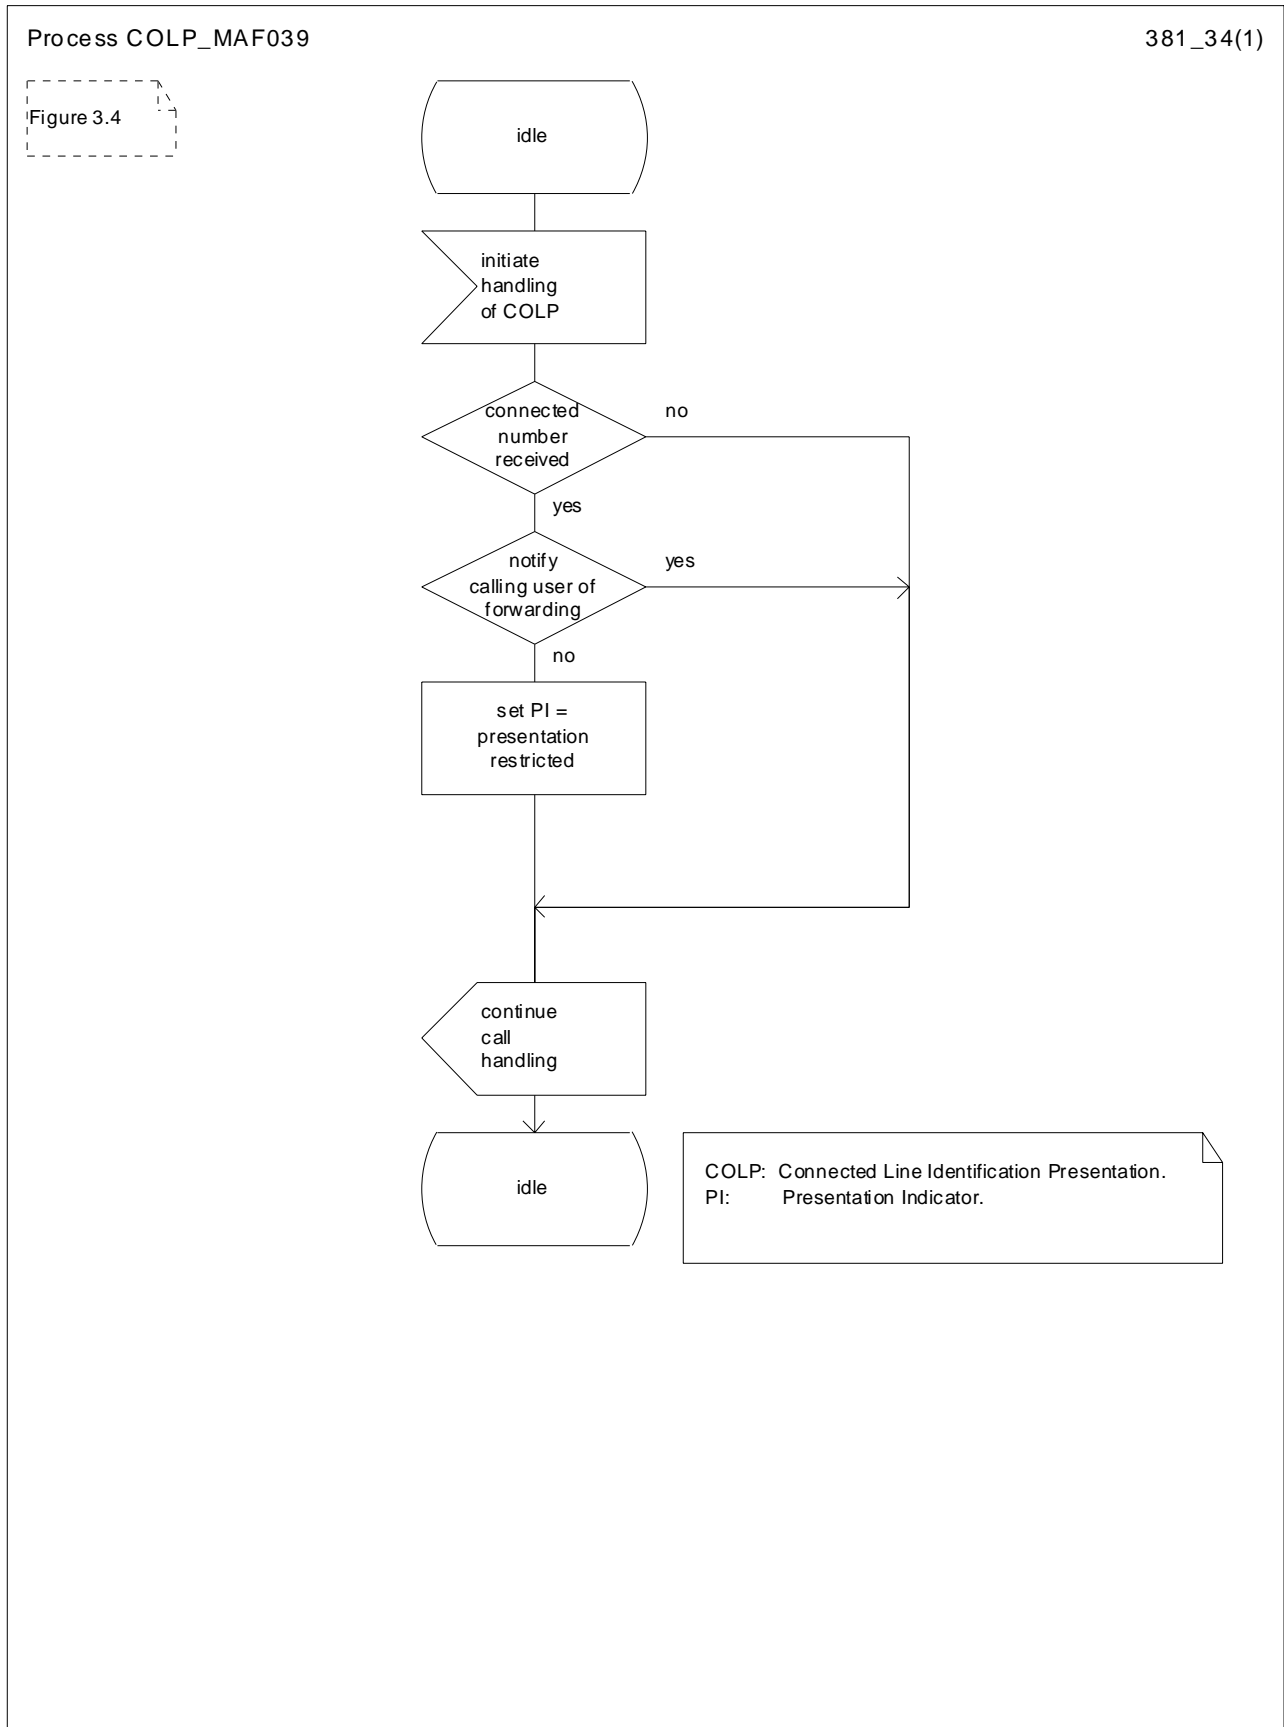 Process COLP_MAF039
381_34(1)
Figure 3.4
idle
initiate
handling
of COLP
connected
number
received
no
yes
notify
calling user of
forwarding
yes
no
set PI =
presentation
restricted
continue
call
handling
idle
COLP: Connected Line Identification Presentation.
PI: Presentation Indicator.